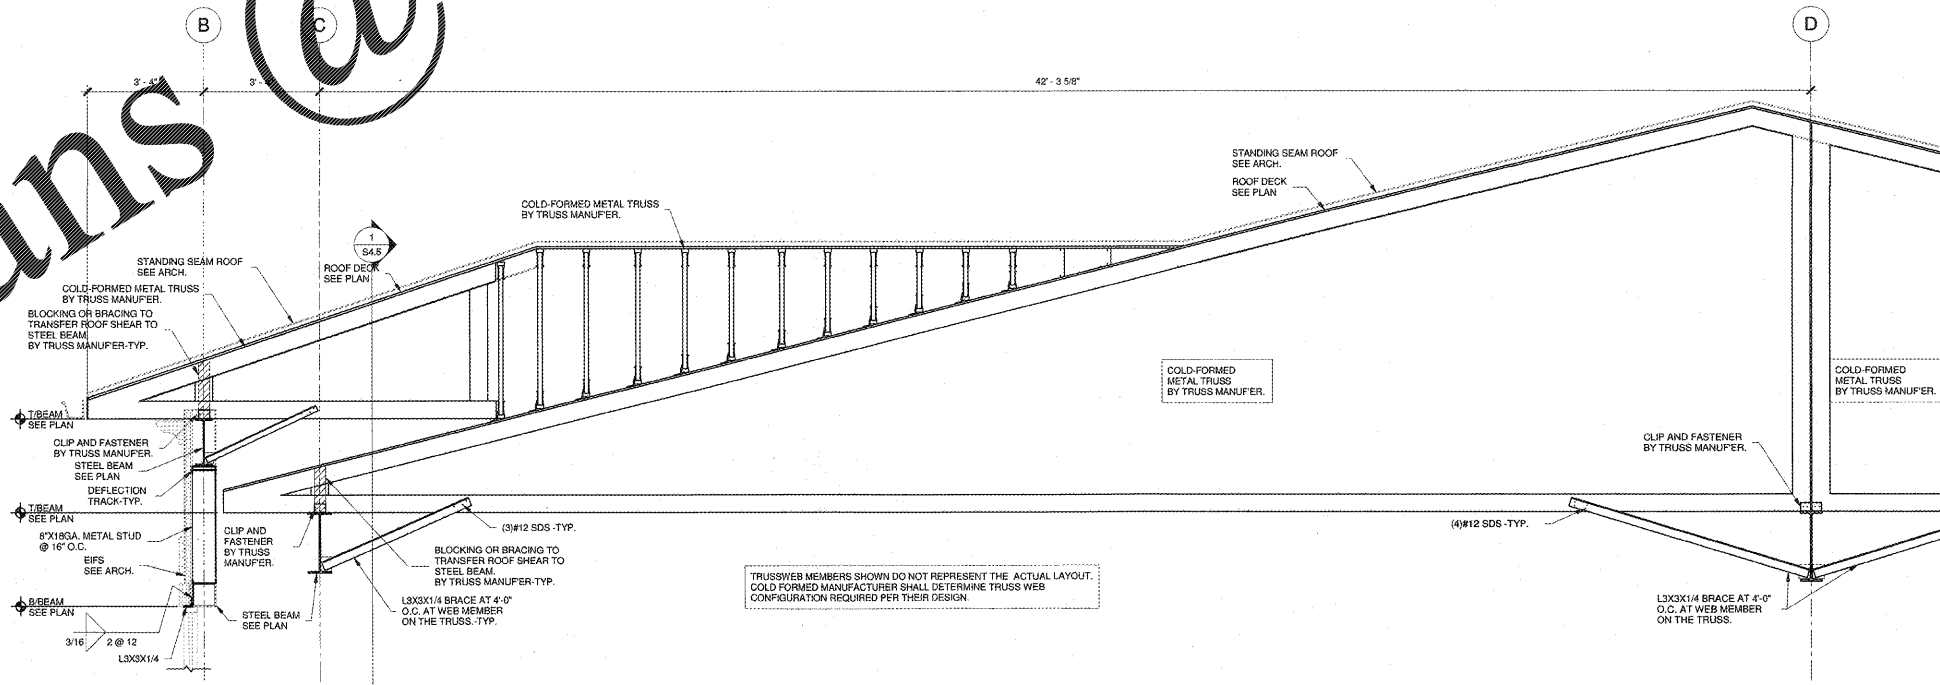 B
C
D
ans @
3' - 4"
3' - 4"
42' - 3 5/8"
STANDING SEAM ROOF
SEE ARCH.
ROOF DECK
SEE PLAN
COLD-FORMED METAL TRUSS
BY TRUSS MANUF'ER.
1
S4.5
STANDING SEAM ROOF
SEE ARCH.
ROOF DECK
SEE PLAN
COLD-FORMED METAL TRUSS
BY TRUSS MANUF'ER.
BLOCKING OR BRACING TO
TRANSFER ROOF SHEAR TO
STEEL BEAM
BY TRUSS MANUF'ER-TYP.
COLD-FORMED
METAL TRUSS
BY TRUSS MANUF'ER.
COLD-FORMED
METAL TRUSS
BY TRUSS MANUF'ER.
T/BEAM
SEE PLAN
CLIP AND FASTENER
BY TRUSS MANUF'ER.
STEEL BEAM
SEE PLAN
DEFLECTION
TRACK-TYP.
CLIP AND FASTENER
BY TRUSS MANUF'ER.
T/BEAM
SEE PLAN
8"X18GA. METAL STUD
@ 16" O.C.
EIFS
SEE ARCH.
CLIP AND
FASTENER
BY TRUSS
MANUF'ER.
(3)#12 SDS -TYP.
(4)#12 SDS -TYP.
BLOCKING OR BRACING TO
TRANSFER ROOF SHEAR TO
STEEL BEAM.
BY TRUSS MANUF'ER-TYP.
TRUSSWEB MEMBERS SHOWN DO NOT REPRESENT THE ACTUAL LAYOUT.
COLD FORMED MANUFACTURER SHALL DETERMINE TRUSS WEB
CONFIGURATION REQUIRED PER THEIR DESIGN.
B/BEAM
SEE PLAN
STEEL BEAM
SEE PLAN
L3X3X1/4 BRACE AT 4'-0"
O.C. AT WEB MEMBER
ON THE TRUSS.-TYP.
L3X3X1/4 BRACE AT 4'-0"
O.C. AT WEB MEMBER
ON THE TRUSS.
3/16
2 @ 12
L3X3X1/4